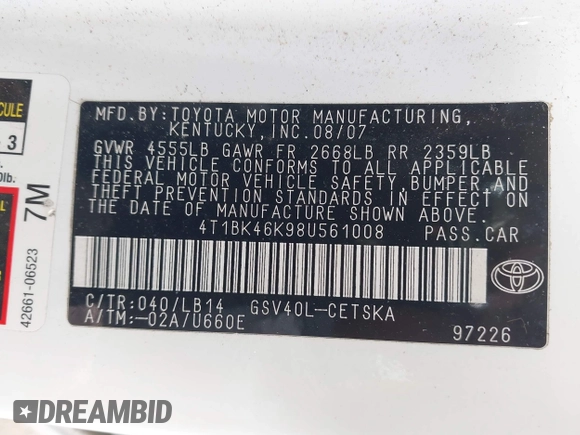 MFD.BY:TOYOTA MOTOR MANUFACTURING,
KENTUCKY,INC.08/07
GVWR 4555LB GAWR FR 2668LB RR 2359LB
THIS VEHICLE CONFORMS TO ALL APPLICABLE
FEDERAL MOTOR VEHICLE SAFETY,BUMPER,AND
THEFT PREVENTION STANDARDS IN EFFECT ON
THE DATE OF MANUFACTURE SHOWN ABOVE.
4T1BK46K98U561008 PASS.CAR
C/TR:040/LB14 GSV40L-CETSKA
A/TM:-02A/U660E
97226
7M
42661-06523
3
DREAMBID